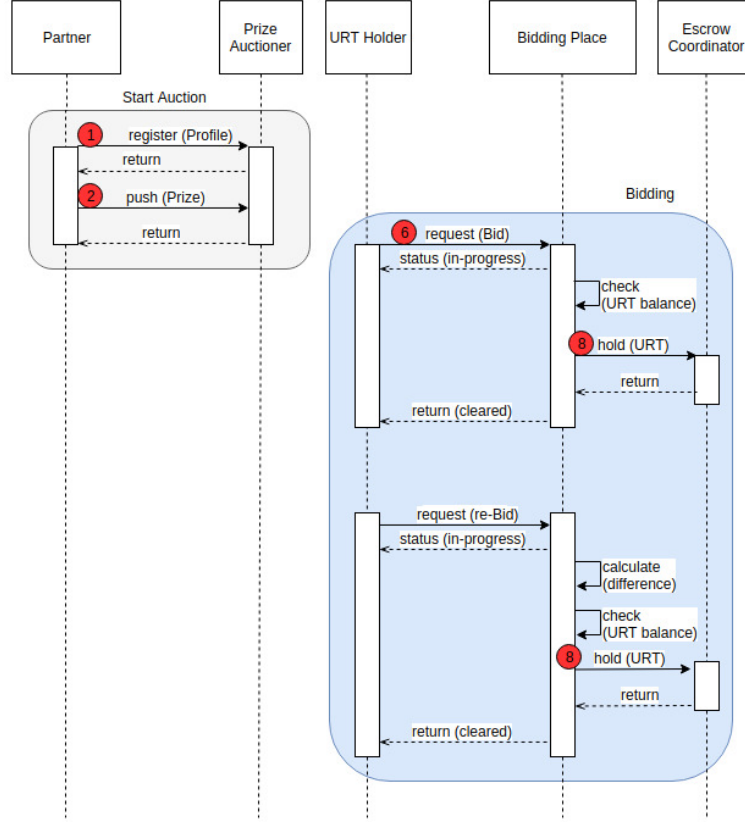 Partner
Prize
Auctioner
URT Holder
Bidding Place
Escrow
Coordinator
Start Auction
1
register (Profile)
return
2
push (Prize)
return
Bidding
6
request (Bid)
status (in-progress)
check
(URT balance)
8
hold (URT)
return
return (cleared)
request (re-Bid)
status (in-progress)
calculate
(difference)
check
(URT balance)
8
hold (URT)
return
return (cleared)